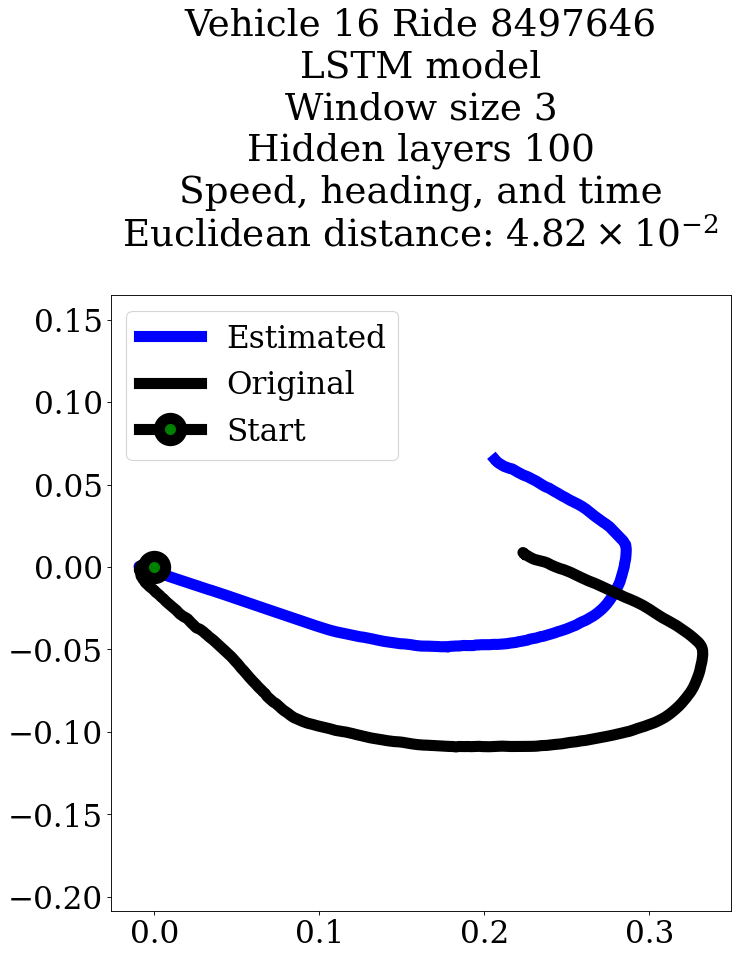 Vehicle 16 Ride 8497646
LSTM model
Window size 3
Hidden layers 100
Speed, heading, and time
Euclidean distance: 4.82 × 10⁻²
Estimated
Original
Start
0.15
0.10
0.05
0.00
−0.05
−0.10
−0.15
−0.20
0.0 0.1 0.2 0.3